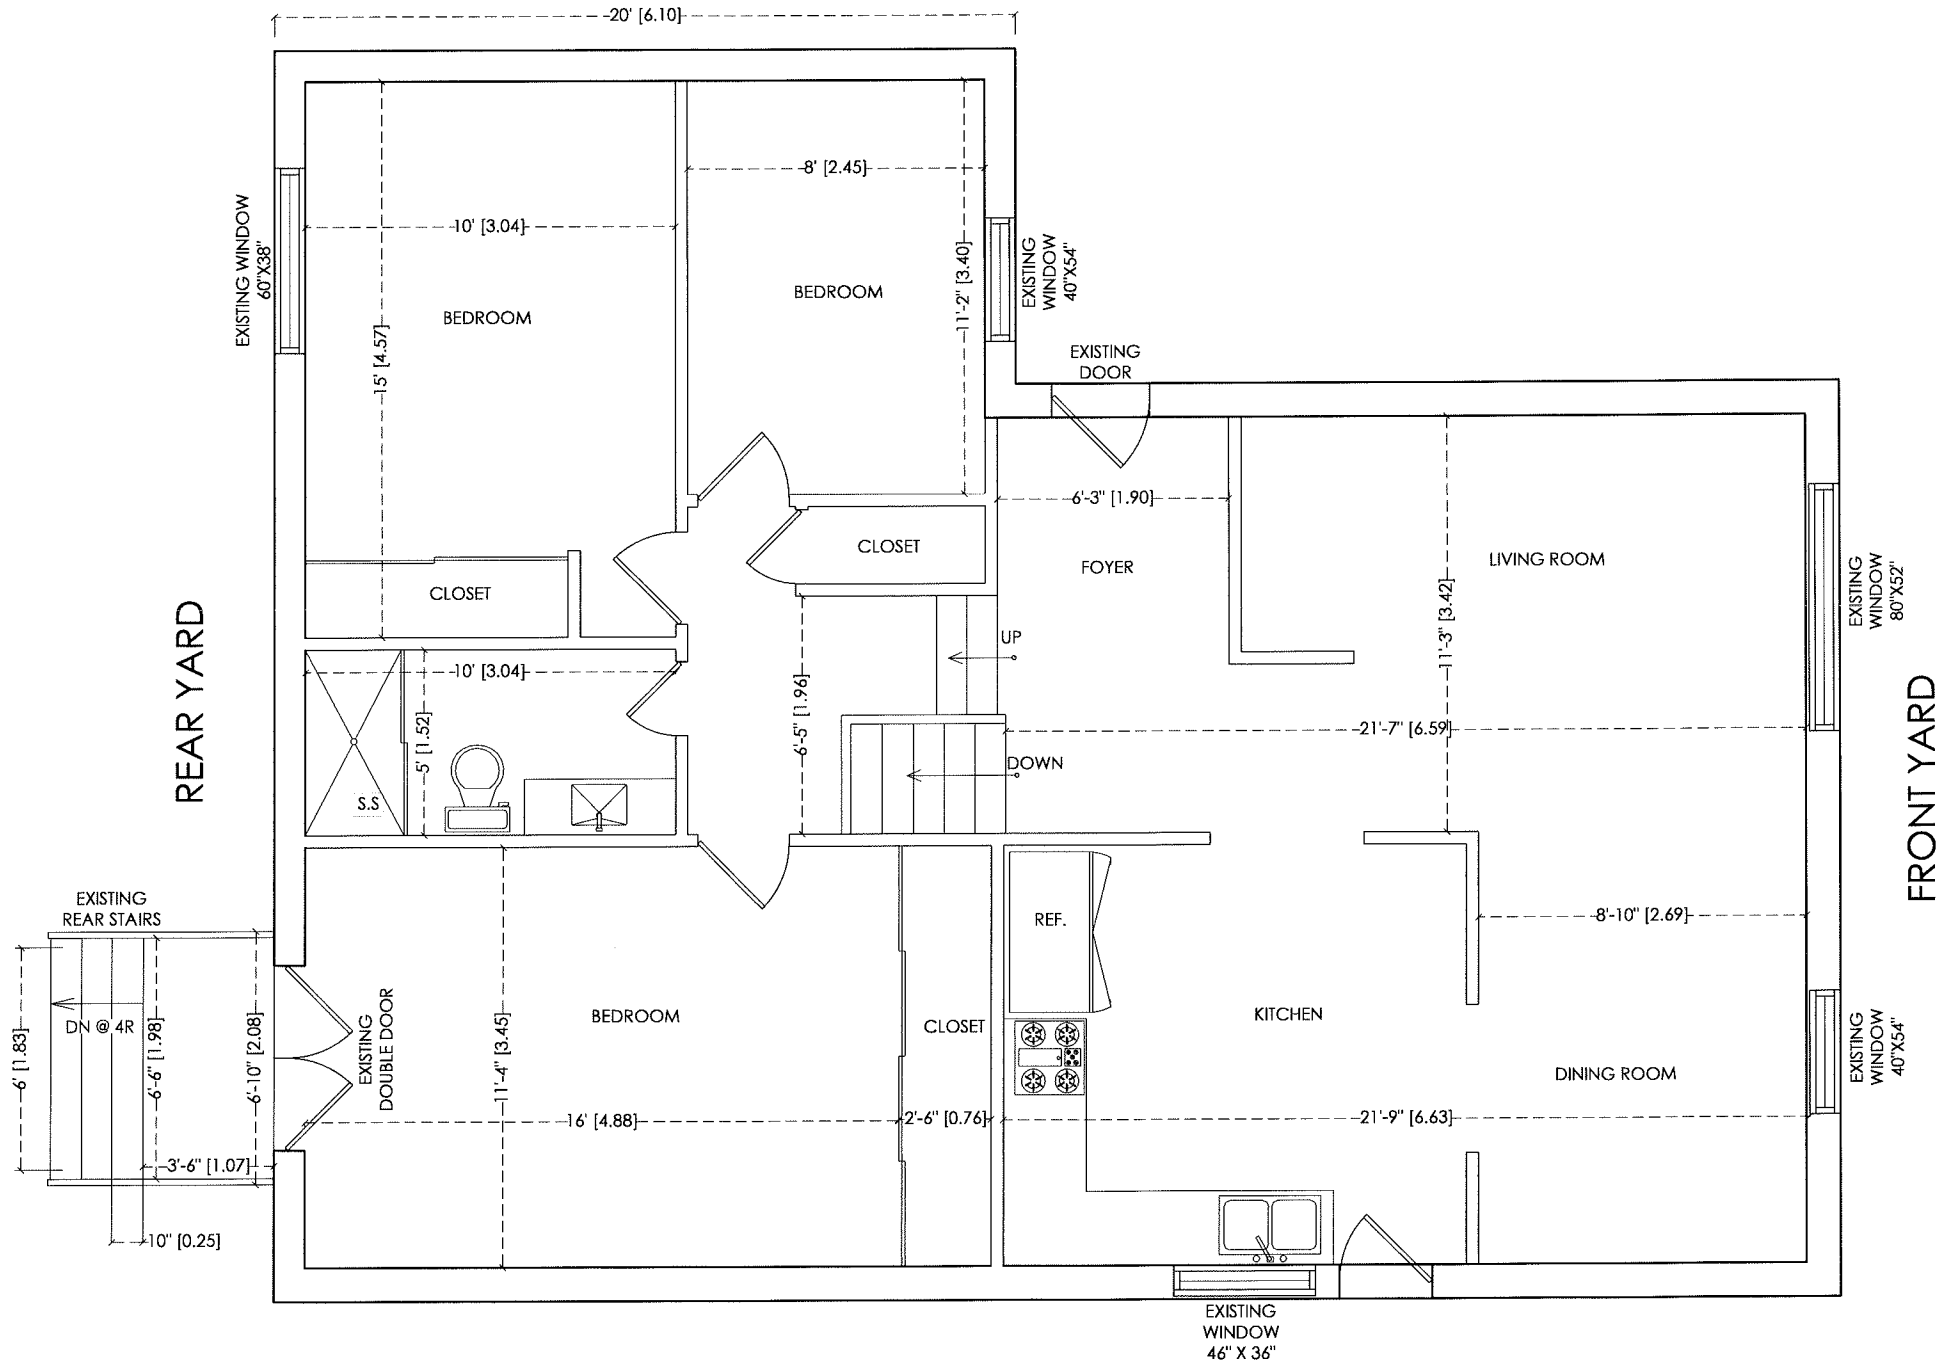 20' [6.10]
8' [2.45]
10' [3.04]
EXISTING WINDOW
60"X38"
11'-2" [3.40]
EXISTING
WINDOW
40"X54"
BEDROOM
BEDROOM
15' [4.57]
EXISTING
DOOR
6'-3" [1.90]
CLOSET
FOYER
LIVING ROOM
CLOSET
EXISTING
WINDOW
80"X52"
11'-3" [3.42]
UP
REAR YARD
10' [3.04]
5' [1.52]
6'-5" [1.96]
21'-7" [6.59]
DOWN
S.S
FRONT YARD
EXISTING
REAR STAIRS
REF.
8'-10" [2.69]
DN @ 4R
6' [1.83]
6'-6" [1.98]
6'-10" [2.08]
EXISTING
DOUBLE DOOR
11'-4" [3.45]
BEDROOM
CLOSET
KITCHEN
DINING ROOM
EXISTING
WINDOW
40"X54"
16' [4.88]
2'-6" [0.76]
21'-9" [6.63]
3'-6" [1.07]
10" [0.25]
EXISTING
WINDOW
46" X 36"